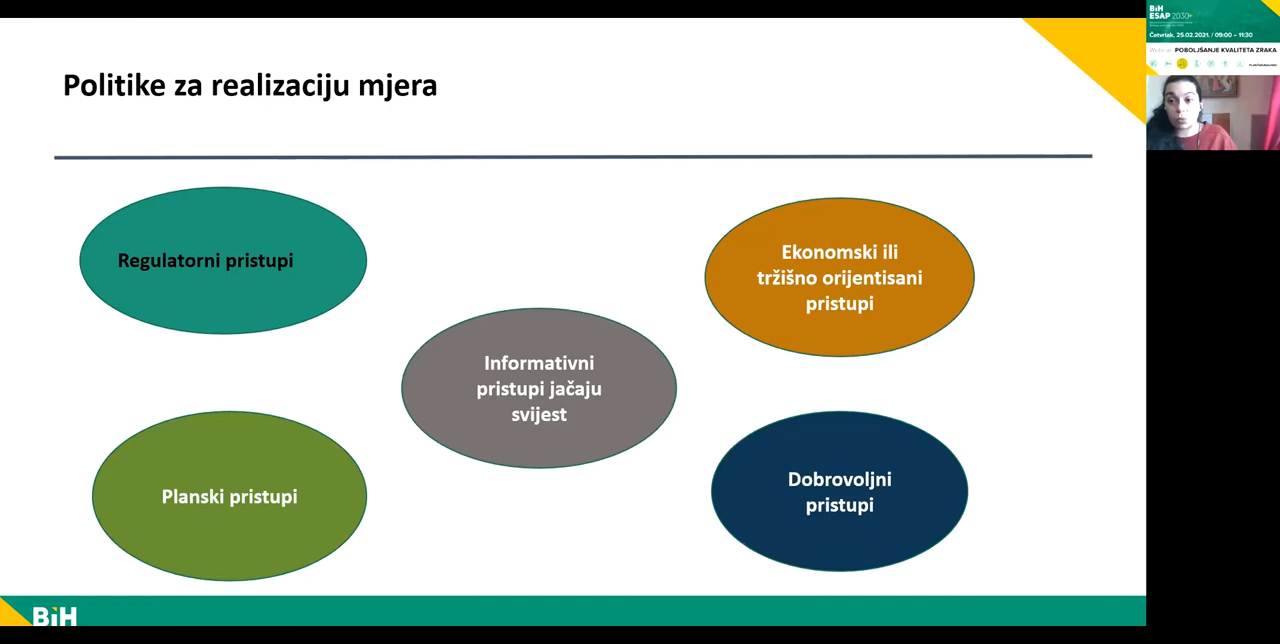 Politike za realizaciju mjera
Regulatorni pristupi
Ekonomski ili
tržišno orijentisani
pristupi
Informativni
pristupi jačaju
svijest
Planski pristupi
Dobrovoljni
pristupi
BiH
BiH
ESAP 2030+
Četvrtak, 25.02.2021. / 09:00 – 11:30
Webinar: POBOLJŠANJE KVALITETA ZRAKA